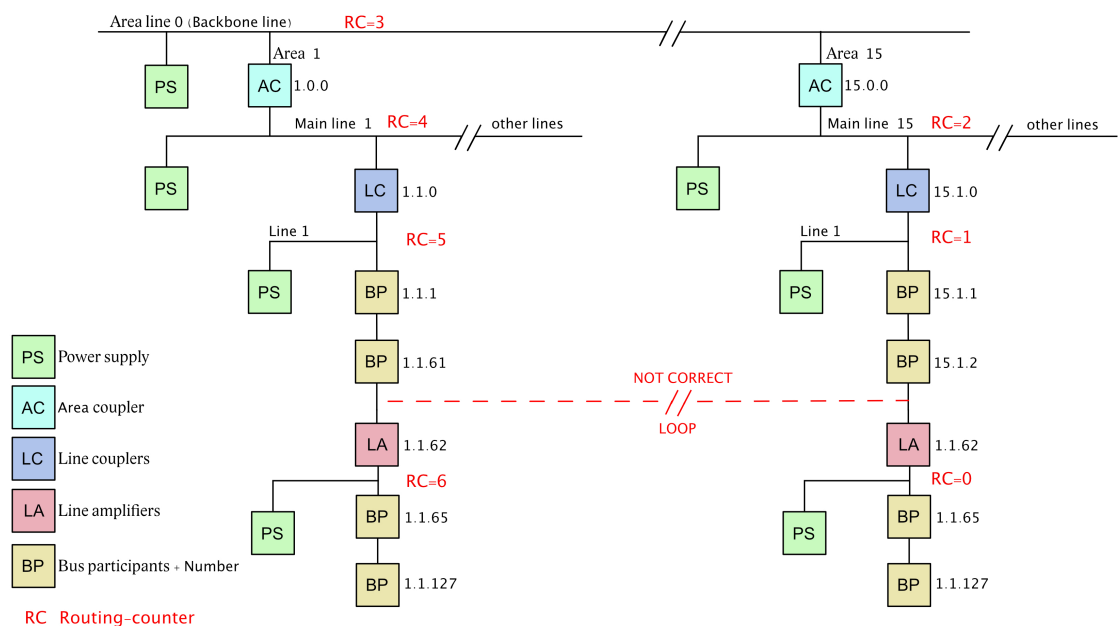 Area line 0 (Backbone line) RC=3
Area 1 Area 15
PS AC 1.0.0 AC 15.0.0
Main line 1 RC=4 other lines Main line 15 RC=2 other lines
PS LC 1.1.0 PS LC 15.1.0
Line 1 RC=5 Line 1 RC=1
PS BP 1.1.1 PS BP 15.1.1
PS Power supply BP 1.1.61 BP 15.1.2
NOT CORRECT
AC Area coupler
LOOP
LC Line couplers LA 1.1.62 LA 1.1.62
RC=6 RC=0
LA Line amplifiers PS BP 1.1.65 PS BP 1.1.65
BP Bus participants + Number BP 1.1.127 BP 1.1.127
RC Routing-counter